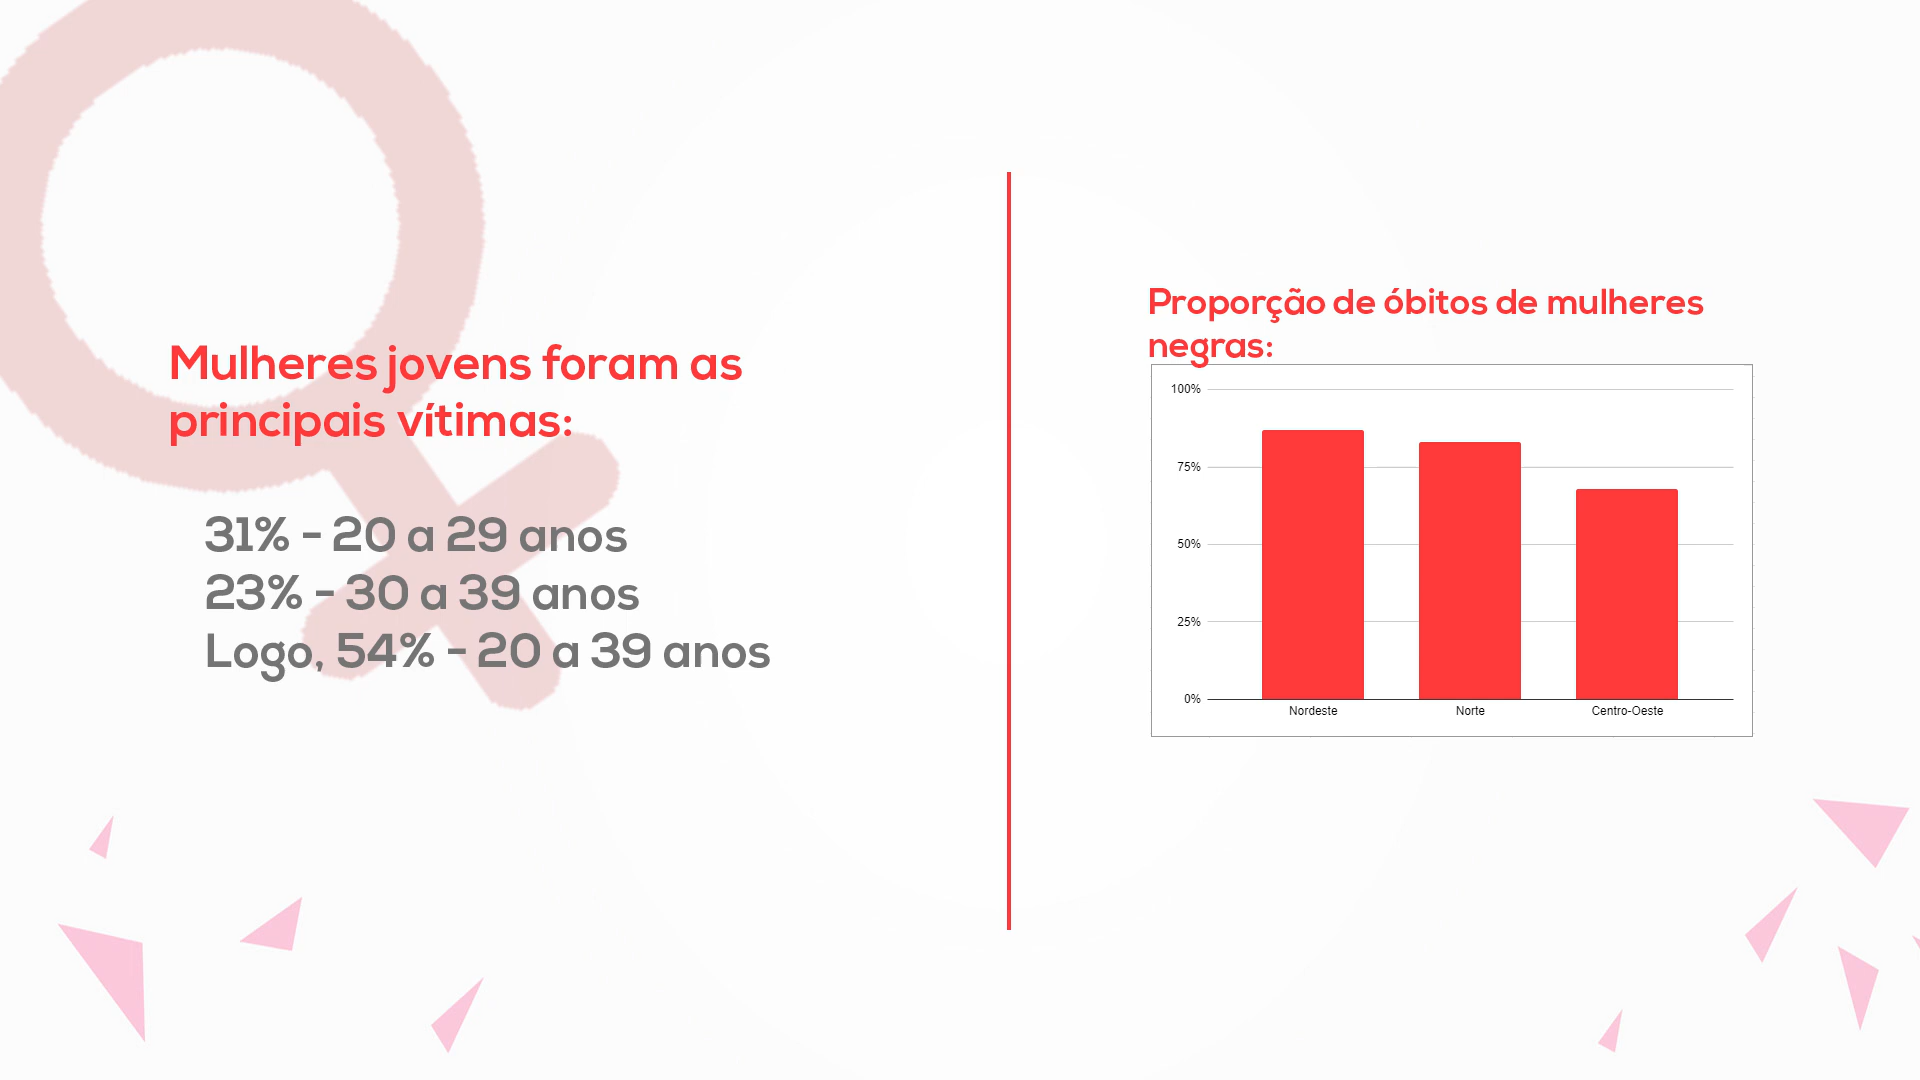 Mulheres jovens foram as
principais vítimas:
31% - 20 a 29 anos
23% - 30 a 39 anos
Logo, 54% - 20 a 39 anos
Proporção de óbitos de mulheres
negras:
100%
75%
50%
25%
0%
Nordeste
Norte
Centro-Oeste